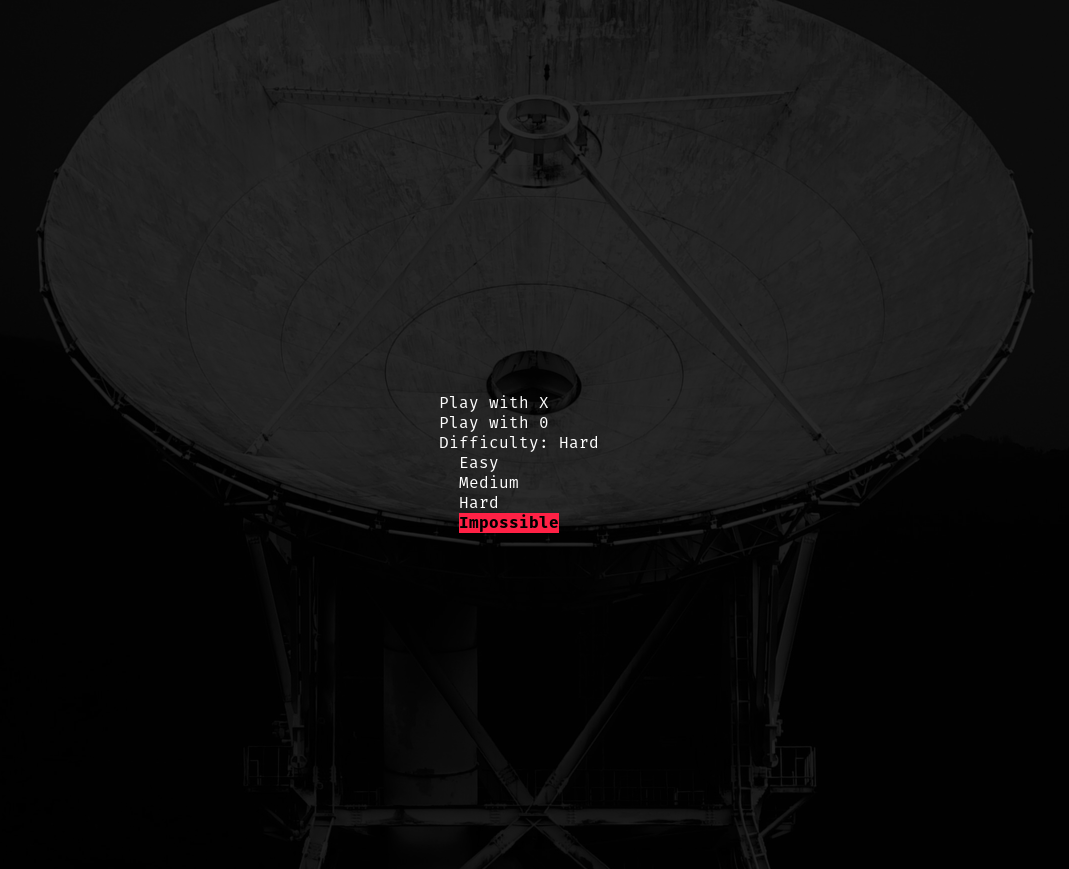 Play with X
Play with 0
Difficulty: Hard
Easy
Medium
Hard
Impossible